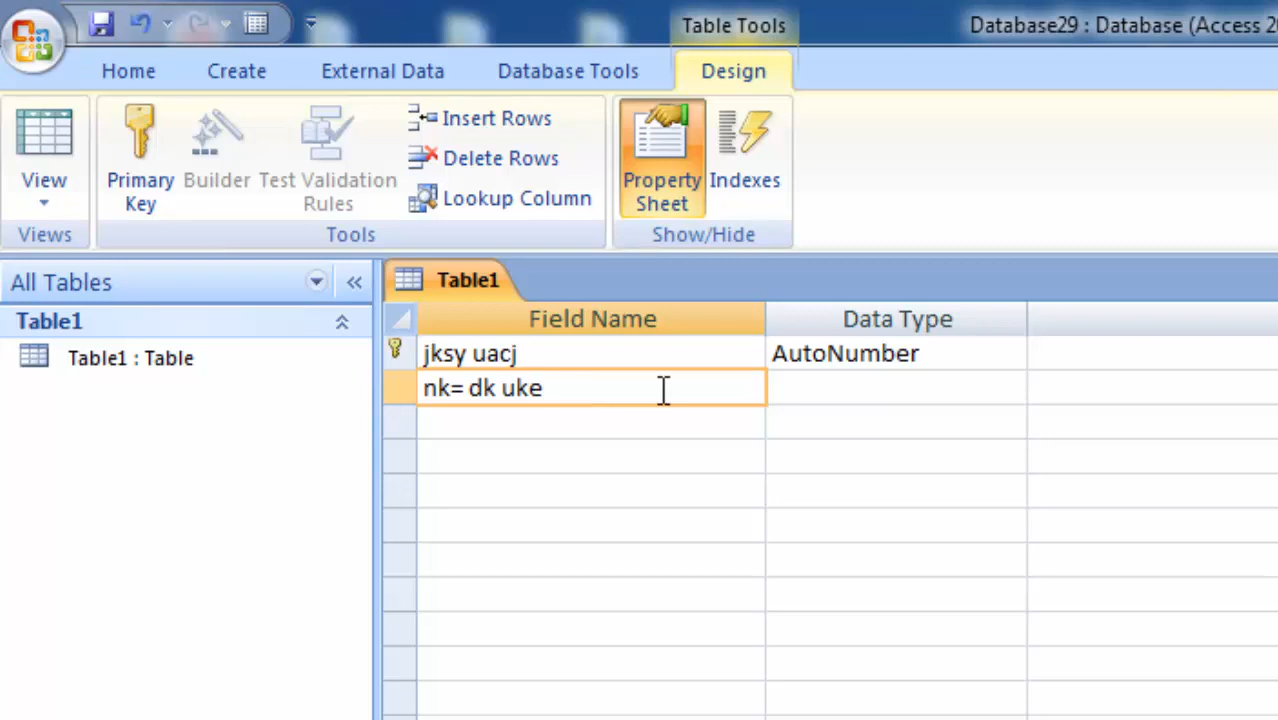 Table Tools
Database29 : Database (Access 20
Home
Create
External Data
Database Tools
Design
View
Primary Key
Builder
Test Validation Rules
Insert Rows
Delete Rows
Lookup Column
Property Sheet
Indexes
Views
Tools
Show/Hide
All Tables
Table1
Table1 : Table
Table1
Field Name
Data Type
jksy uacj
AutoNumber
nk= dk uke